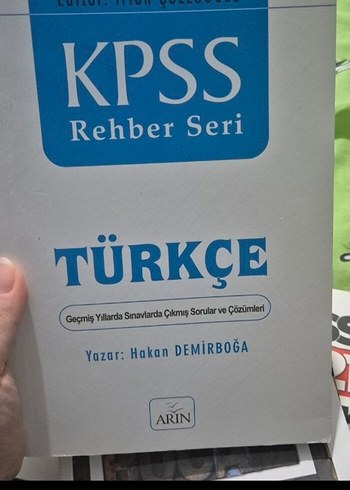 KPSS
Rehber Seri
TÜRKÇE
Geçmiş Yıllarda Sınavlarda Çıkmış Sorular ve Çözümleri
Yazar: Hakan DEMİRBOĞA
ARIN